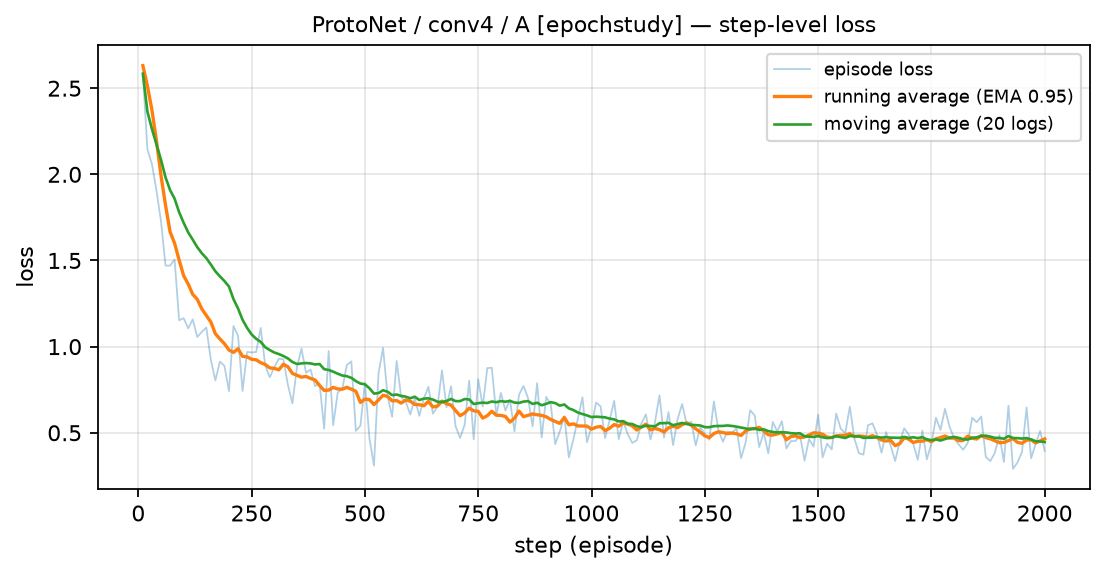 ProtoNet / conv4 / A [epochstudy] — step-level loss
episode loss
running average (EMA 0.95)
moving average (20 logs)
loss
2.5
2.0
1.5
1.0
0.5
0 250 500 750 1000 1250 1500 1750 2000
step (episode)